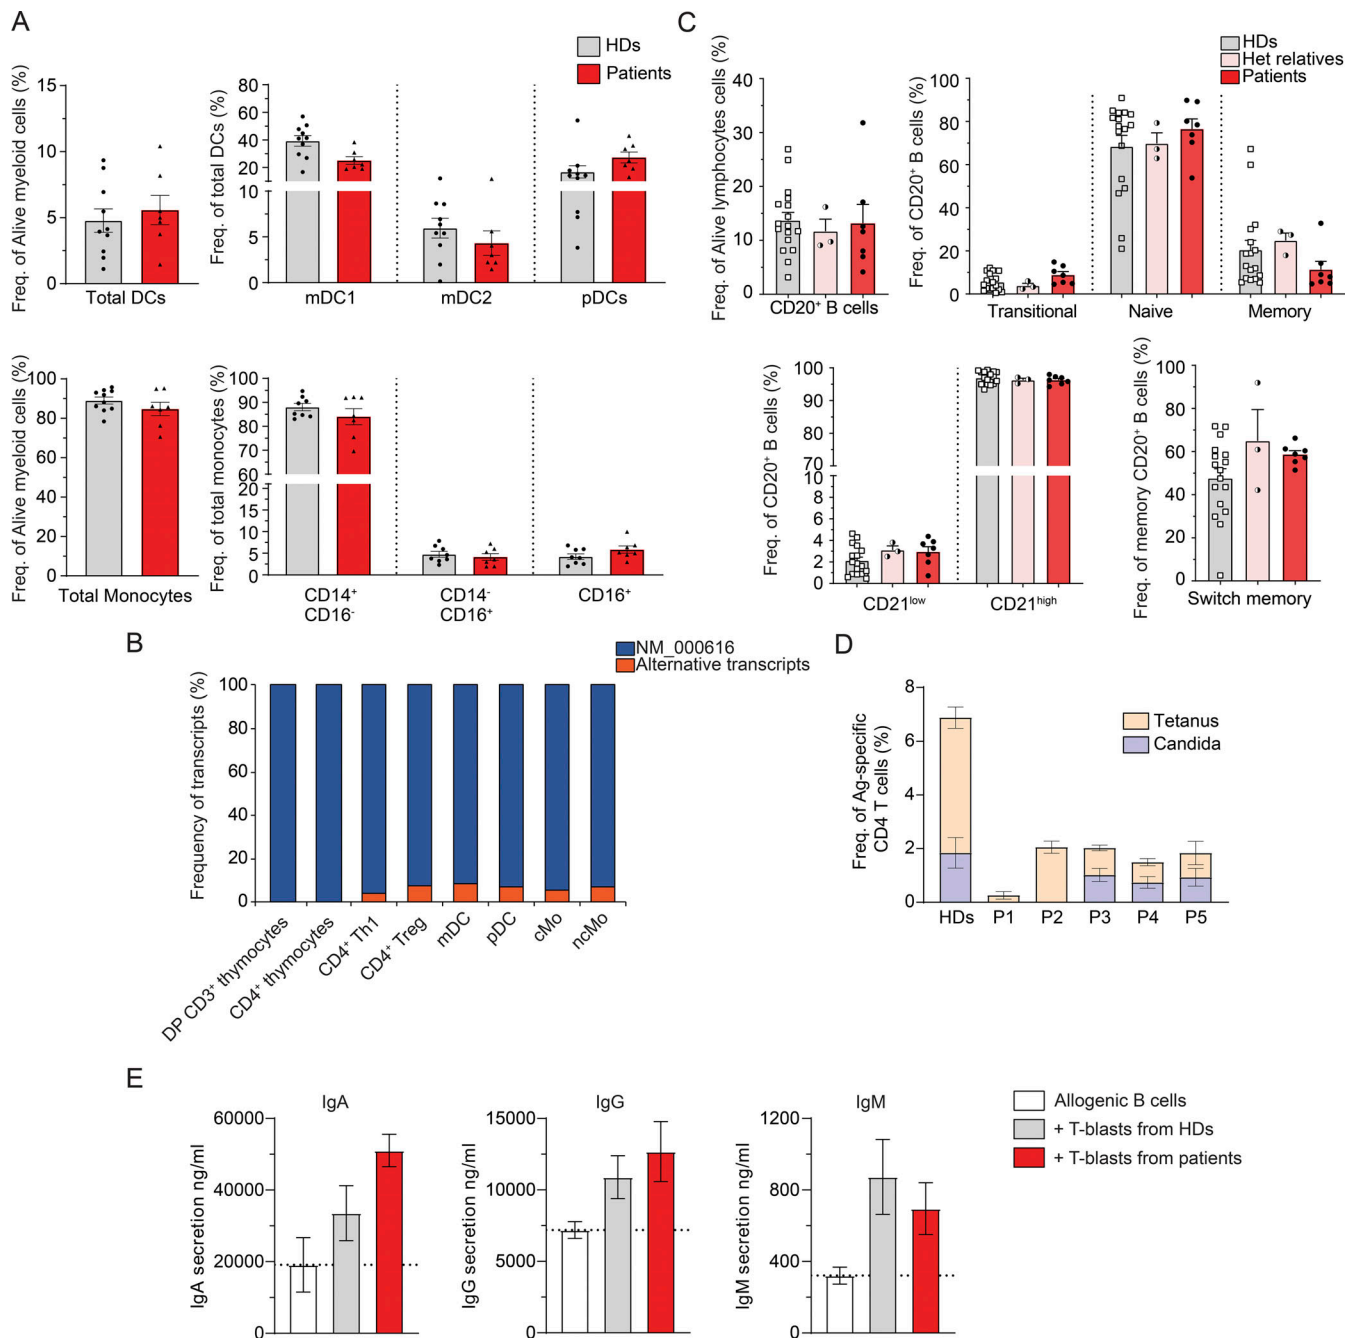 A
HDs
Patients
Freq. of Alive myeloid cells (%)
15
10
5
0
Total DCs
Freq. of total DCs (%)
80
60
40
20
10
5
0
mDC1
mDC2
pDCs
Freq. of Alive myeloid cells (%)
100
80
60
40
20
0
Total Monocytes
Freq. of total monocytes (%)
100
90
80
70
60
20
15
10
5
0
CD14⁺
CD16⁻
CD14⁻
CD16⁺
CD16⁺
C
HDs
Het relatives
Patients
Freq. of Alive lymphocytes cells (%)
40
30
20
10
0
CD20⁺ B cells
Freq. of CD20⁺ B cells (%)
100
80
60
40
20
0
Transitional
Naive
Memory
Freq. of CD20⁺ B cells (%)
100
90
80
70
10
8
6
4
2
0
CD21ˡᵒʷ
CD21ʰⁱᵍʰ
Freq. of memory CD20⁺ B cells (%)
100
80
60
40
20
0
Switch memory
B
NM_000616
Alternative transcripts
Frequency of transcripts (%)
100
80
60
40
20
0
DP CD3⁺ thymocytes
CD4⁺ thymocytes
CD4⁺ Th1
CD4⁺ Treg
mDC
pDC
cMo
ncMo
D
Tetanus
Candida
Freq. of Ag-specific
CD4 T cells (%)
8
6
4
2
0
HDs
P1
P2
P3
P4
P5
E
IgA
IgA secretion ng/ml
60000
40000
20000
0
IgG
IgG secretion ng/ml
15000
10000
5000
0
IgM
IgM secretion ng/ml
1200
800
400
0
Allogenic B cells
+ T-blasts from HDs
+ T-blasts from patients